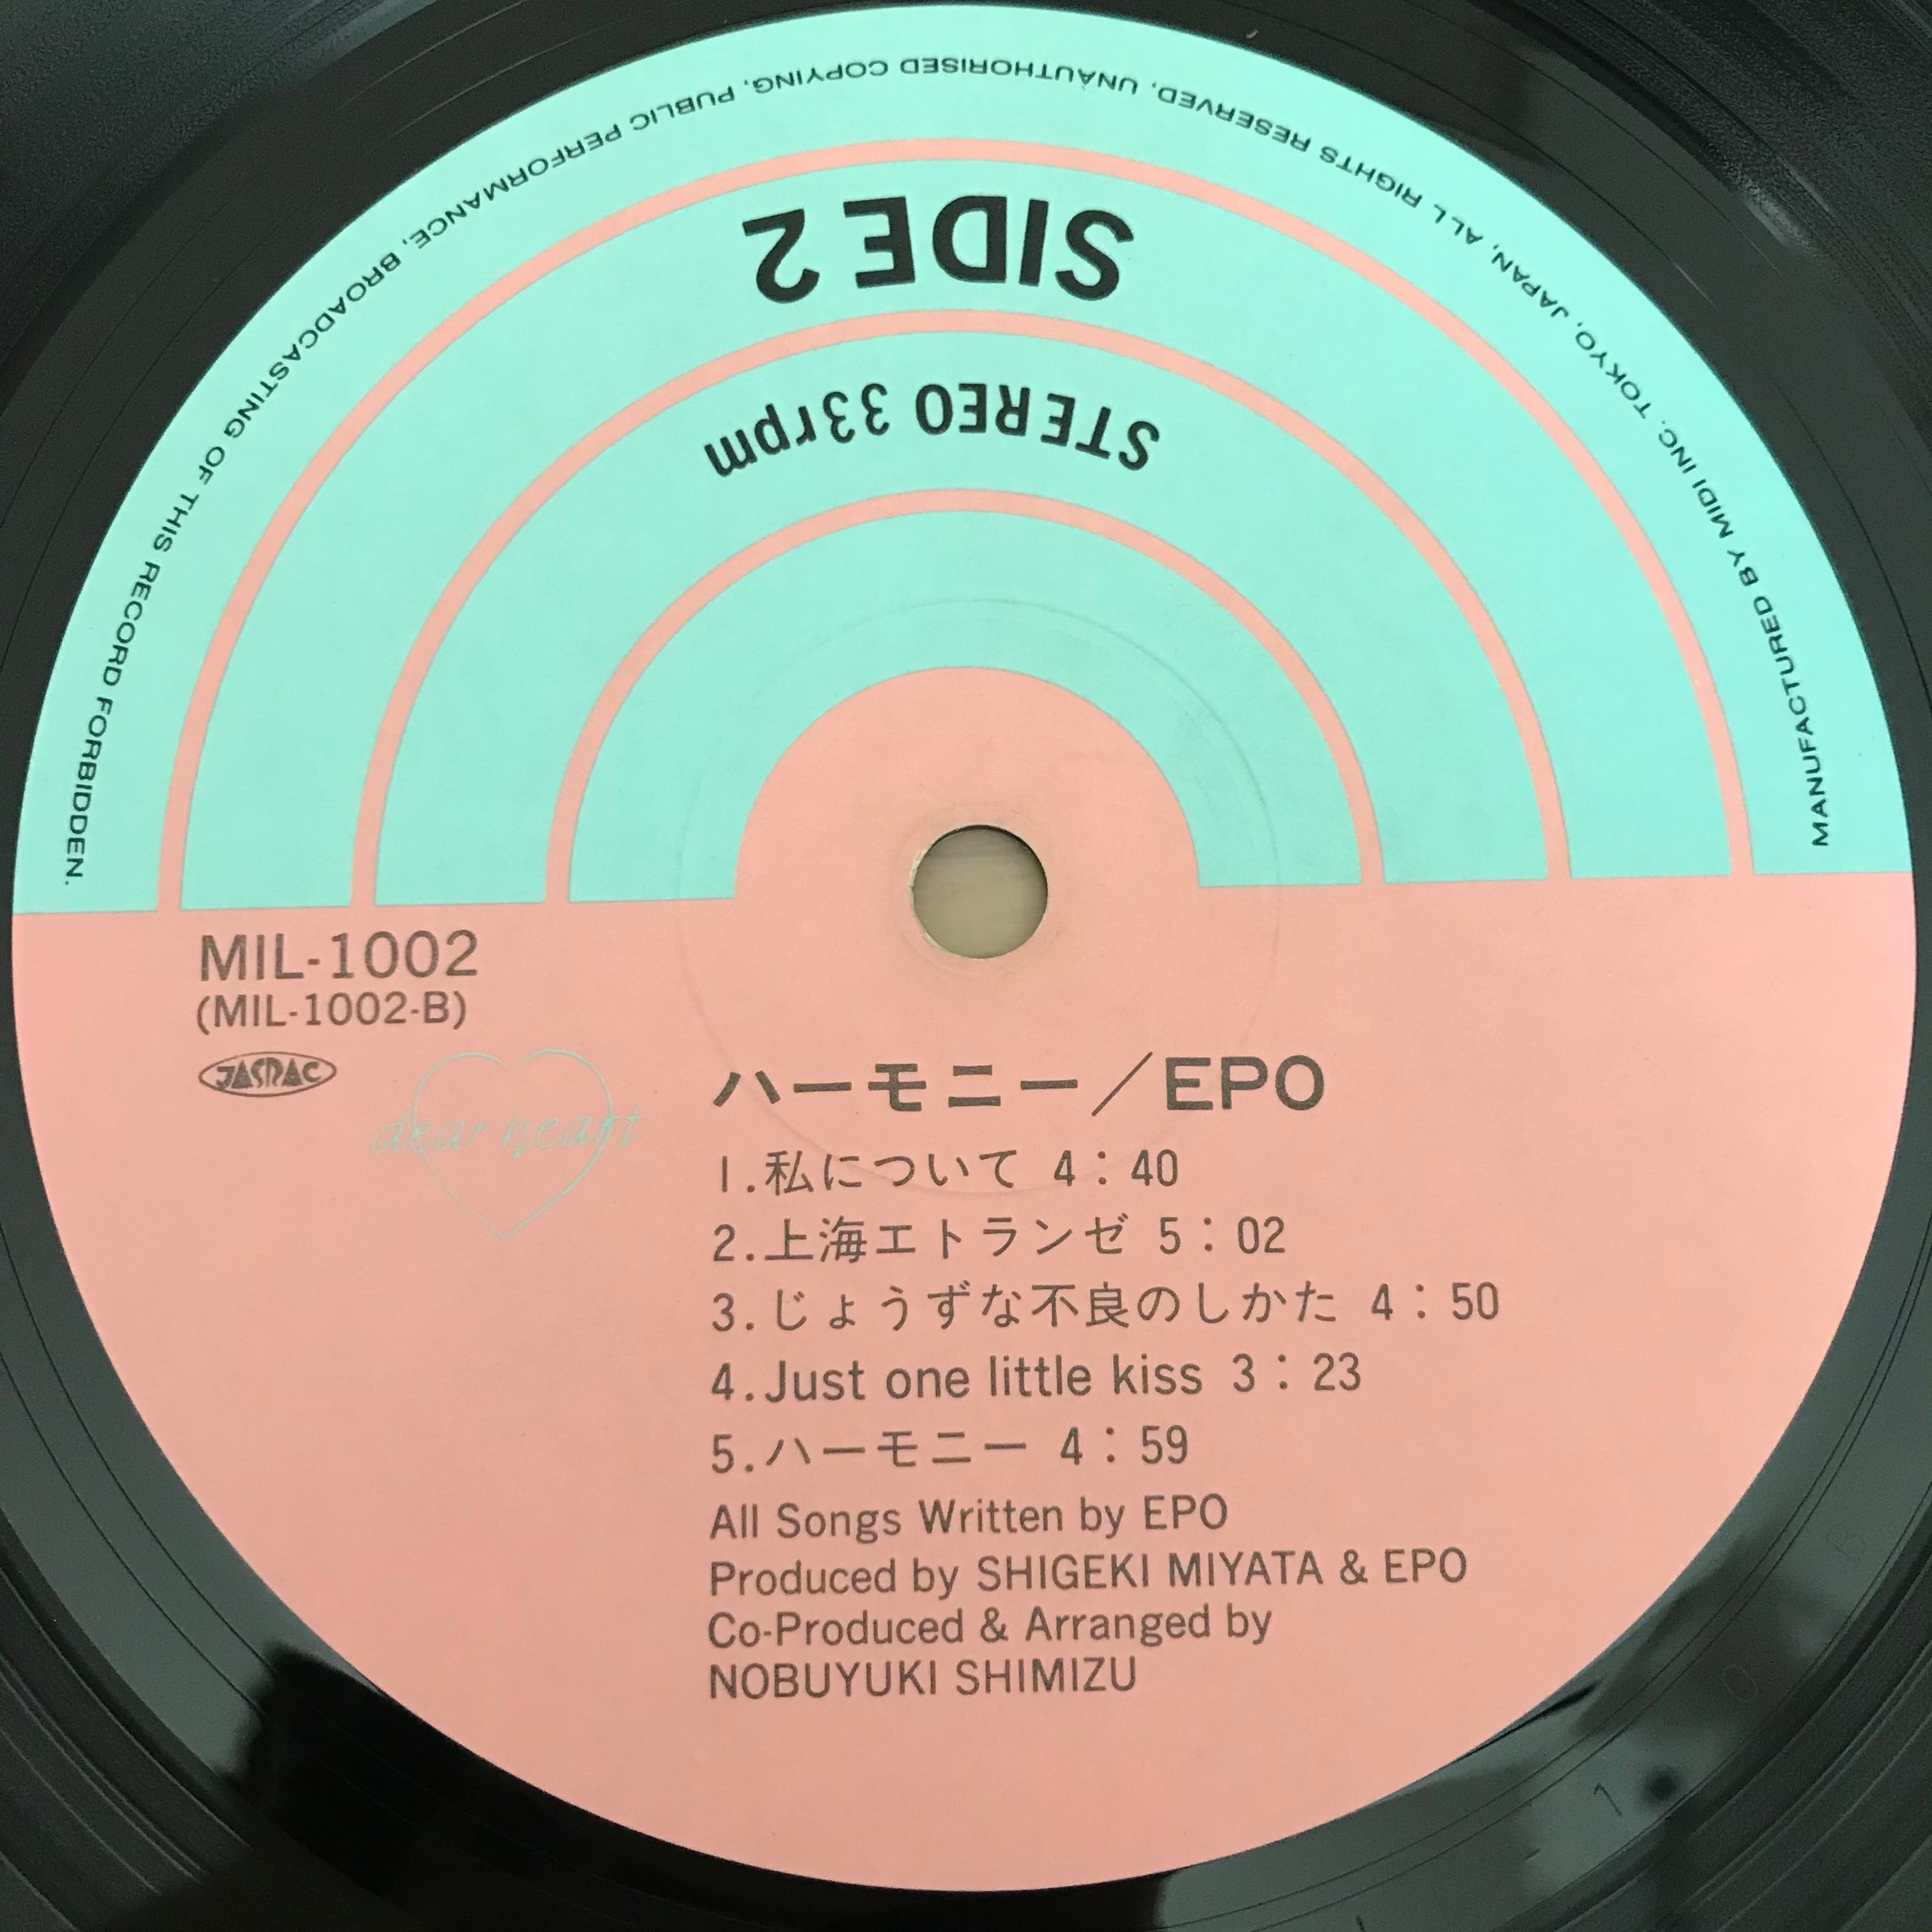 MANUFACTURED BY MIDI INC. TOKYO, JAPAN, ALL RIGHTS RESERVED, UNAUTHORISED COPYING, PUBLIC PERFORMANCE, BROADCASTING OF THIS RECORD FORBIDDEN.
SIDE 2
STEREO 33rpm
MIL-1002
(MIL-1002-B)
JASRAC
dear heart
ハーモニー／EPO
1.私について 4：40
2.上海エトランゼ 5：02
3.じょうずな不良のしかた 4：50
4.Just one little kiss 3：23
5.ハーモニー 4：59
All Songs Written by EPO
Produced by SHIGEKI MIYATA & EPO
Co-Produced & Arranged by
NOBUYUKI SHIMIZU